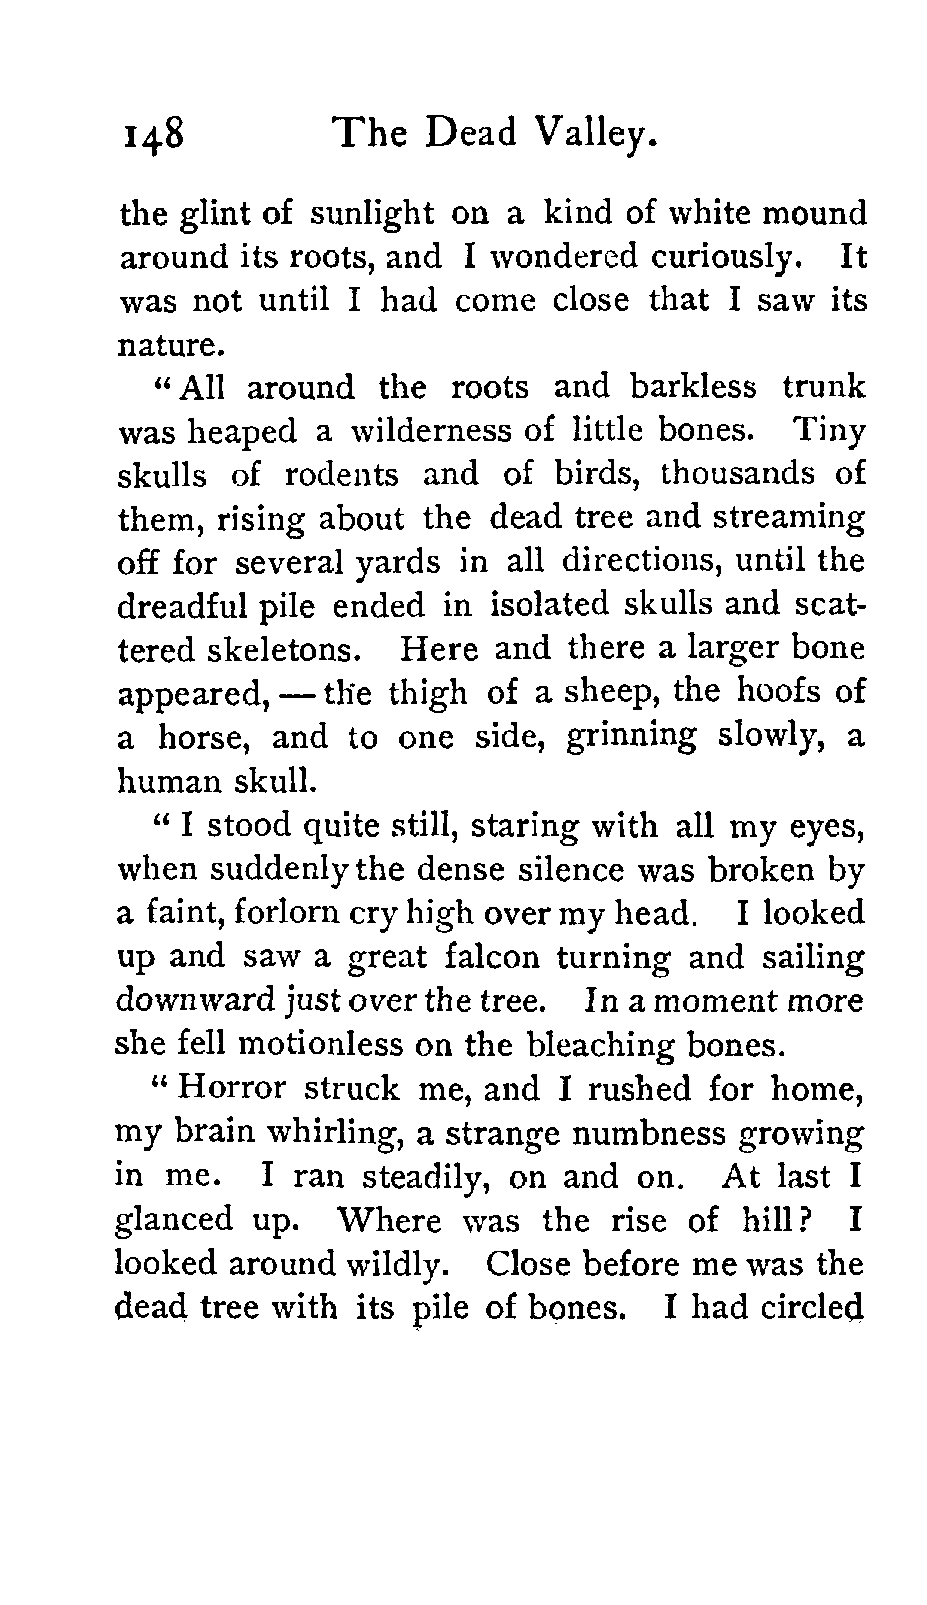 148 The Dead Valley.
the glint of sunlight on a kind of white mound
around its roots, and I wondered curiously. It
was not until I had come close that I saw its
nature.
“ All around the roots and barkless trunk
was heaped a wilderness of little bones. Tiny
skulls of rodents and of birds, thousands of
them, rising about the dead tree and streaming
off for several yards in all directions, until the
dreadful pile ended in isolated skulls and scat-
tered skeletons. Here and there a larger bone
appeared, — the thigh of a sheep, the hoofs of
a horse, and to one side, grinning slowly, a
human skull.
“ I stood quite still, staring with all my eyes,
when suddenly the dense silence was broken by
a faint, forlorn cry high over my head. I looked
up and saw a great falcon turning and sailing
downward just over the tree. In a moment more
she fell motionless on the bleaching bones.
“ Horror struck me, and I rushed for home,
my brain whirling, a strange numbness growing
in me. I ran steadily, on and on. At last I
glanced up. Where was the rise of hill? I
looked around wildly. Close before me was the
dead tree with its pile of bones. I had circled